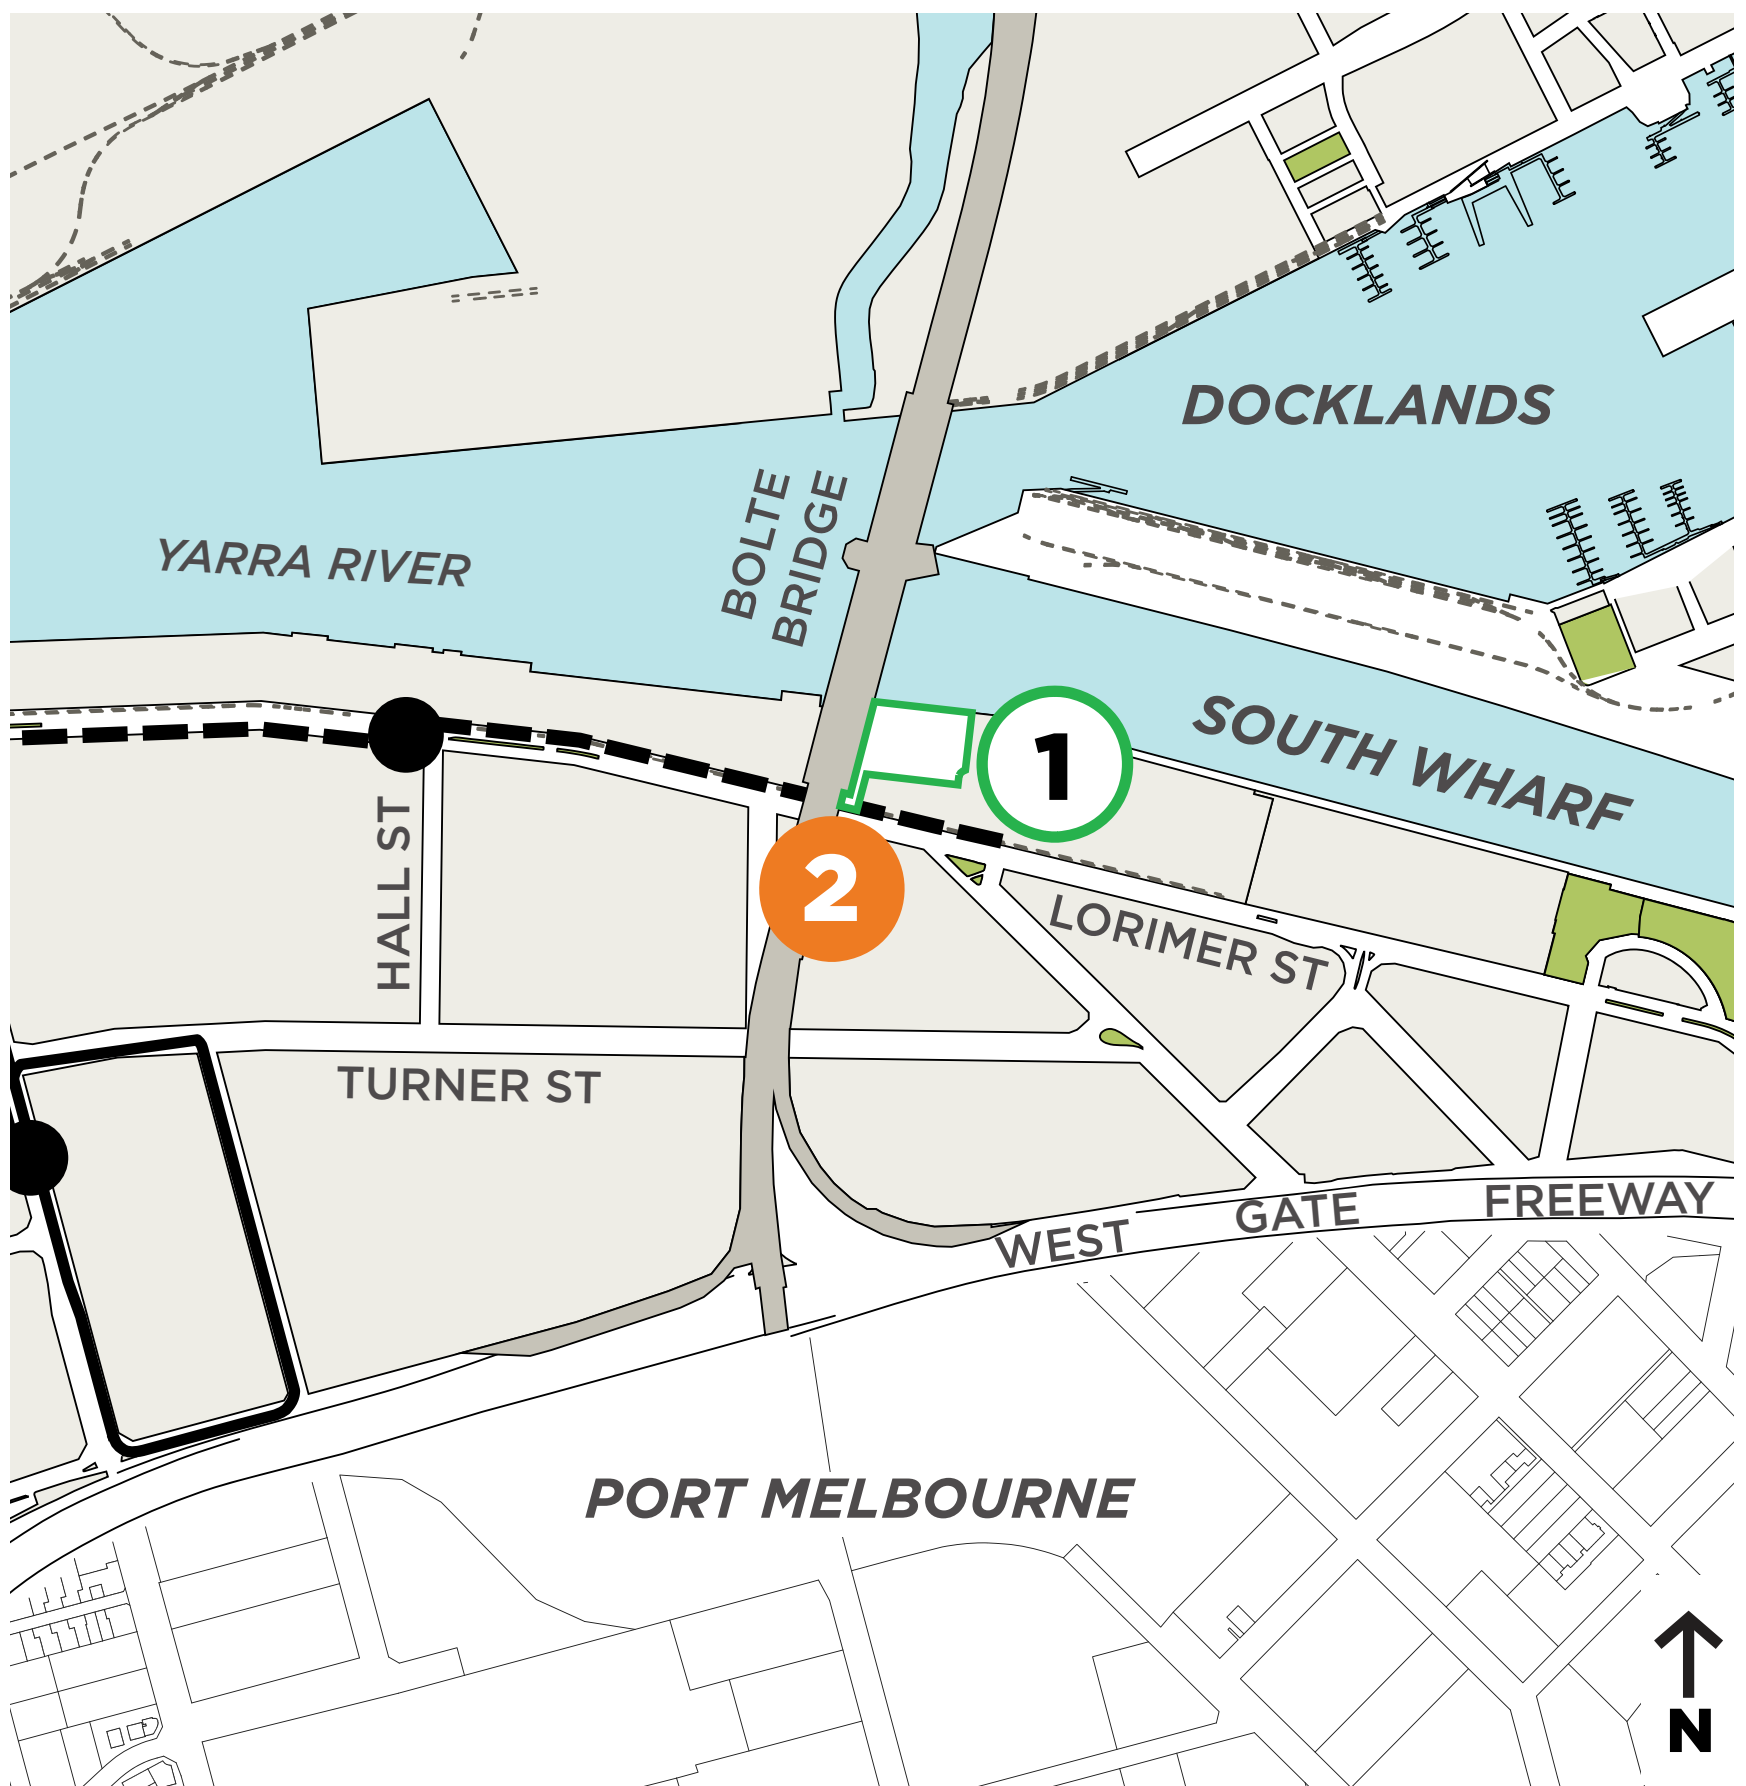 DOCKLANDS
BOLTE
BRIDGE
YARRA RIVER
SOUTH WHARF
1
2
HALL ST
LORIMER ST
TURNER ST
WEST GATE FREEWAY
PORT MELBOURNE
N